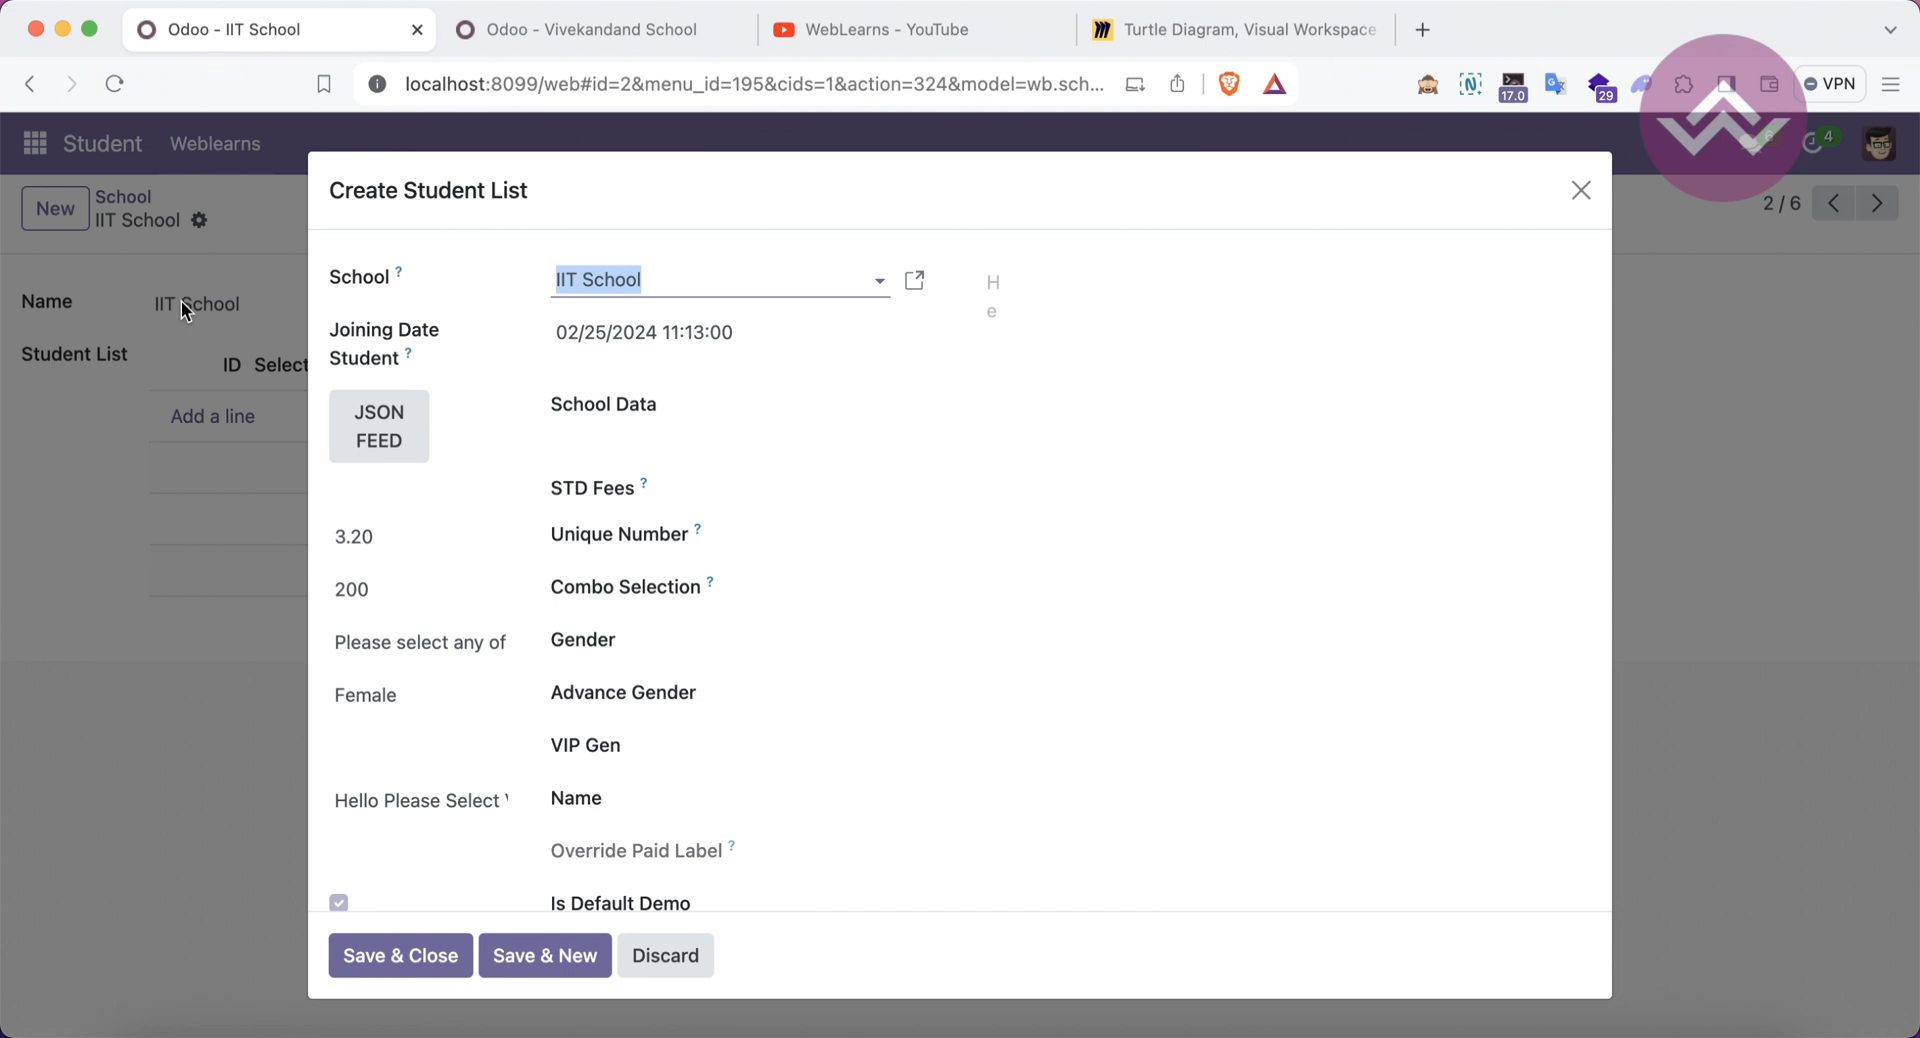 Odoo - IIT School
Odoo - Vivekandand School
WebLearns - YouTube
Turtle Diagram, Visual Workspace
localhost:8099/web#id=2&menu_id=195&cids=1&action=324&model=wb.sch...
17.0
29
VPN
Student
Weblearns
6
4
New
School
IIT School
2 / 6
Name
IIT School
Student List
ID Select
Add a line
Create Student List
School ?
IIT School
H
e
Joining Date
Student ?
02/25/2024 11:13:00
JSON
FEED
School Data
STD Fees ?
3.20
Unique Number ?
200
Combo Selection ?
Please select any of
Gender
Female
Advance Gender
VIP Gen
Hello Please Select
Name
Override Paid Label ?
Is Default Demo
Save & Close
Save & New
Discard